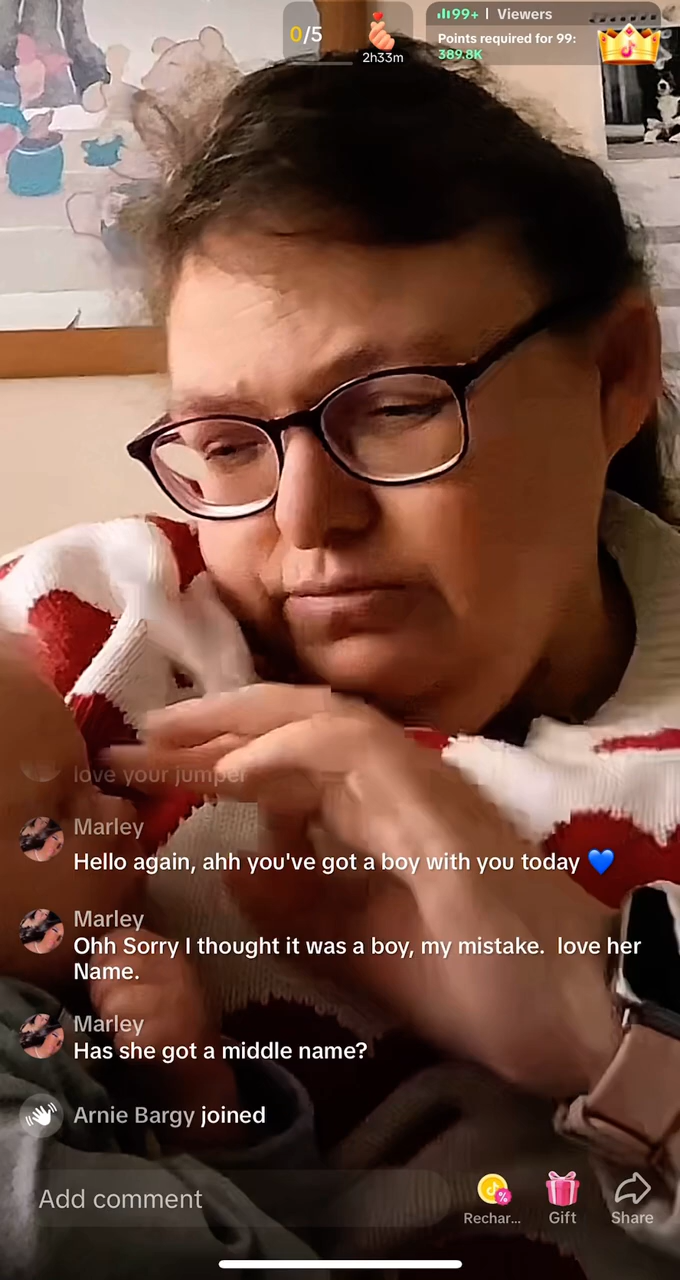 0/5
2h33m
99+ | Viewers
Points required for 99:
389.8K
love your jumper
Marley
Hello again, ahh you've got a boy with you today 💙
Marley
Ohh Sorry I thought it was a boy, my mistake.  love her
Name.
Marley
Has she got a middle name?
Arnie Bargy joined
Add comment
Rechar...
Gift
Share